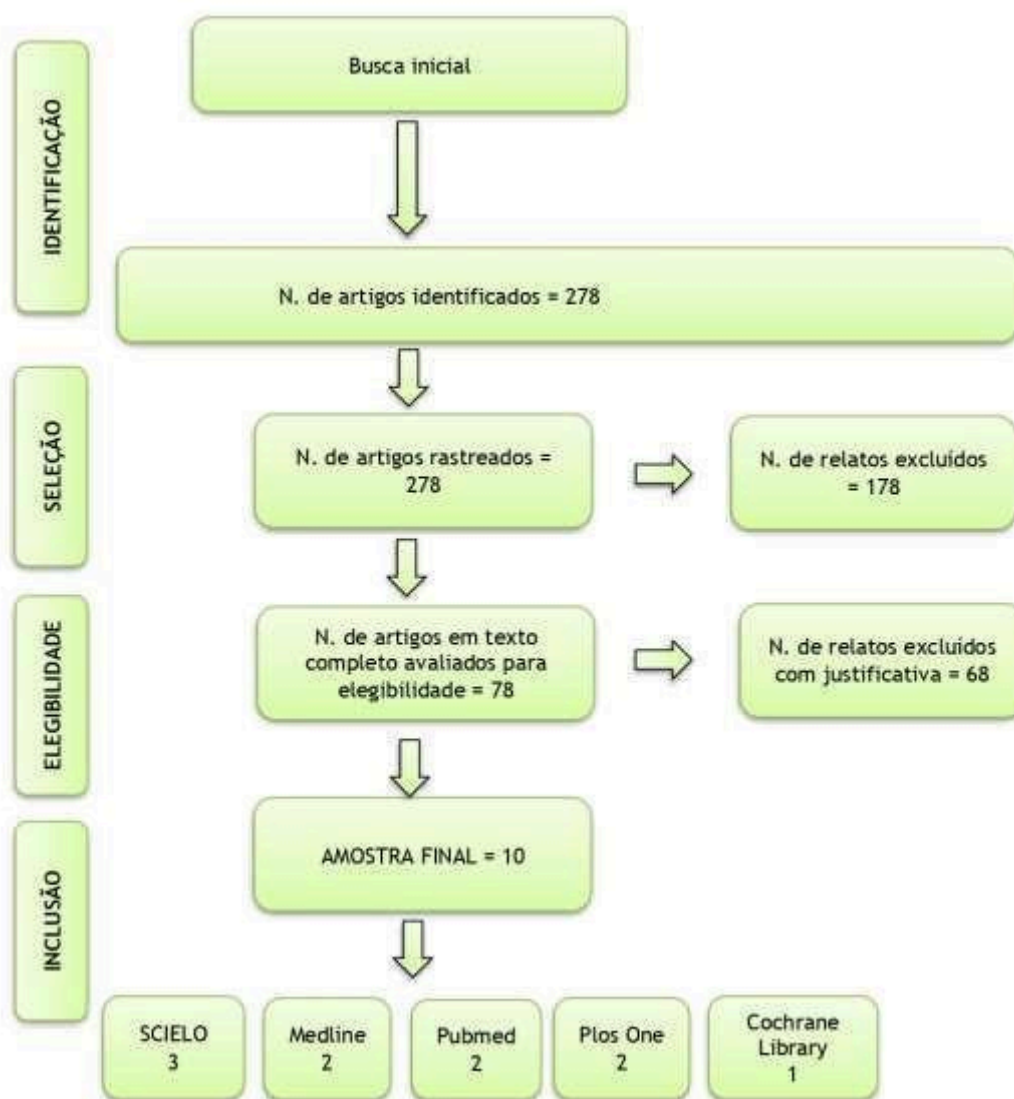 IDENTIFICAÇÃO
Busca inicial
N. de artigos identificados = 278
SELEÇÃO
N. de artigos rastreados =
278
N. de relatos excluídos
= 178
ELEGIBILIDADE
N. de artigos em texto
completo avaliados para
elegibilidade = 78
N. de relatos excluídos
com justificativa = 68
INCLUSÃO
AMOSTRA FINAL = 10
SCIELO
3
Medline
2
Pubmed
2
Plos One
2
Cochrane
Library
1